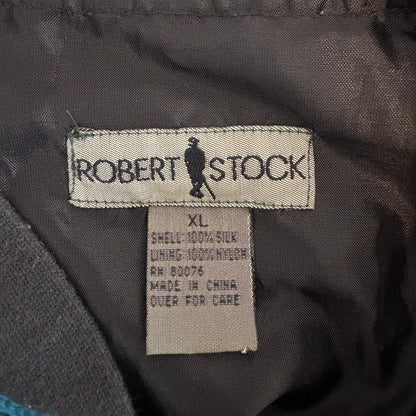 ROBERT STOCK
XL
SHELL: 100% SILK
LINING: 100% NYLON
RN 80076
MADE IN CHINA
OVER FOR CARE